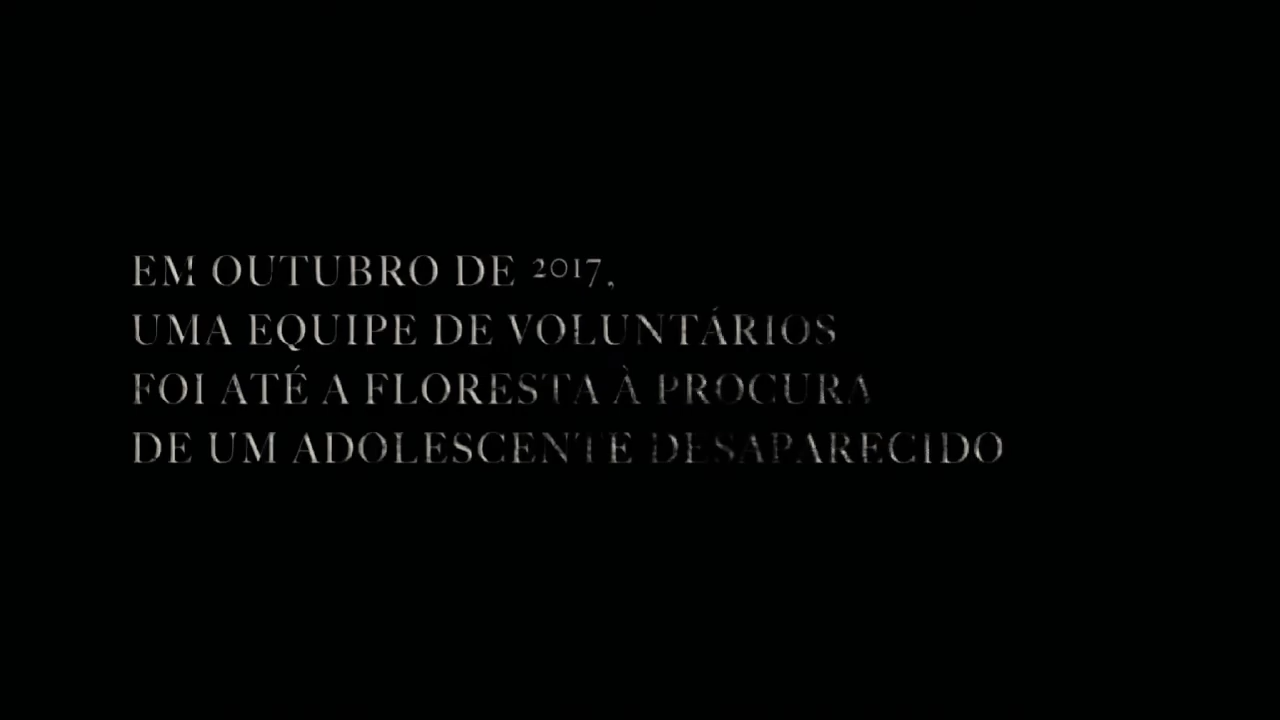 EM OUTUBRO DE 2017,
UMA EQUIPE DE VOLUNTÁRIOS
FOI ATÉ A FLORESTA À PROCURA
DE UM ADOLESCENTE DESAPARECIDO